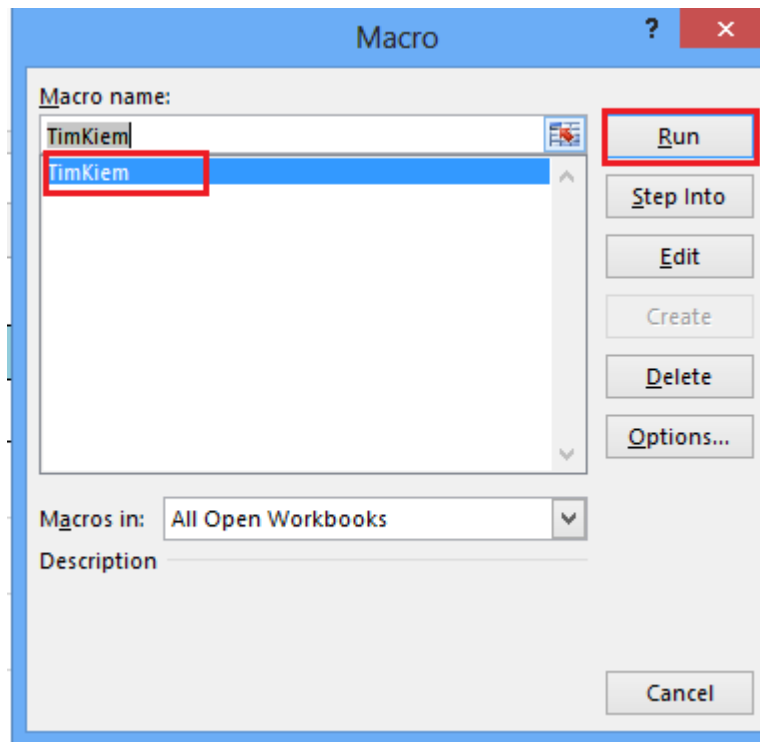 Macro
?
Macro name:
TimKiem
TimKiem
Run
Step Into
Edit
Create
Delete
Options...
Macros in: All Open Workbooks
Description
Cancel